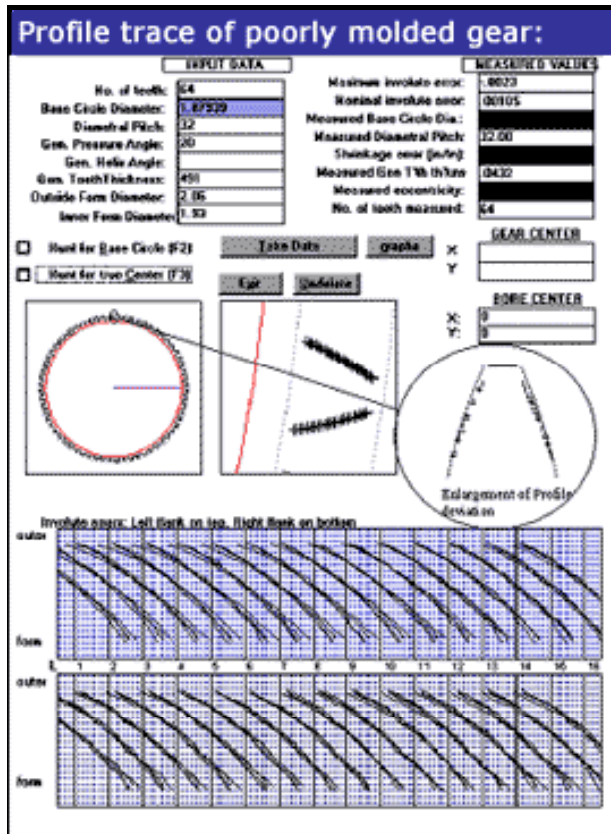 Profile trace of poorly molded gear:
INPUT DATA
No. of teeth: 64
Base Circle Diameter: 1.87939
Diametral Pitch: 32
Gen. Pressure Angle: 20
Gen. Helix Angle:
Gen. ToothThickness: .491
Outside Form Diameter: 2.06
Inner Form Diameter 1.93
MEASURED VALUES
Maximum involute error: -.0023
Nominal involute error: .00105
Measured Base Circle Dia.:
Measured Diametral Pitch: 32.00
Shrinkage error (in/in):
Measured Gen .0432
Measured eccentricity:
No. of teeth measured: 64
Hunt for Base Circle (F2)
Take Data
graphs
Hunt for true Center (F3)
Exit
Undelete
GEAR CENTER
X
Y
BORE CENTER
X: 0
Y: 0
Enlargement of Profile
deviation
Involute errors: Left flank on top, Right flank on bottom
outer
form
1 2 3 4 5 6 7 8 9 10 11 12 13 14 15 16
outer
form